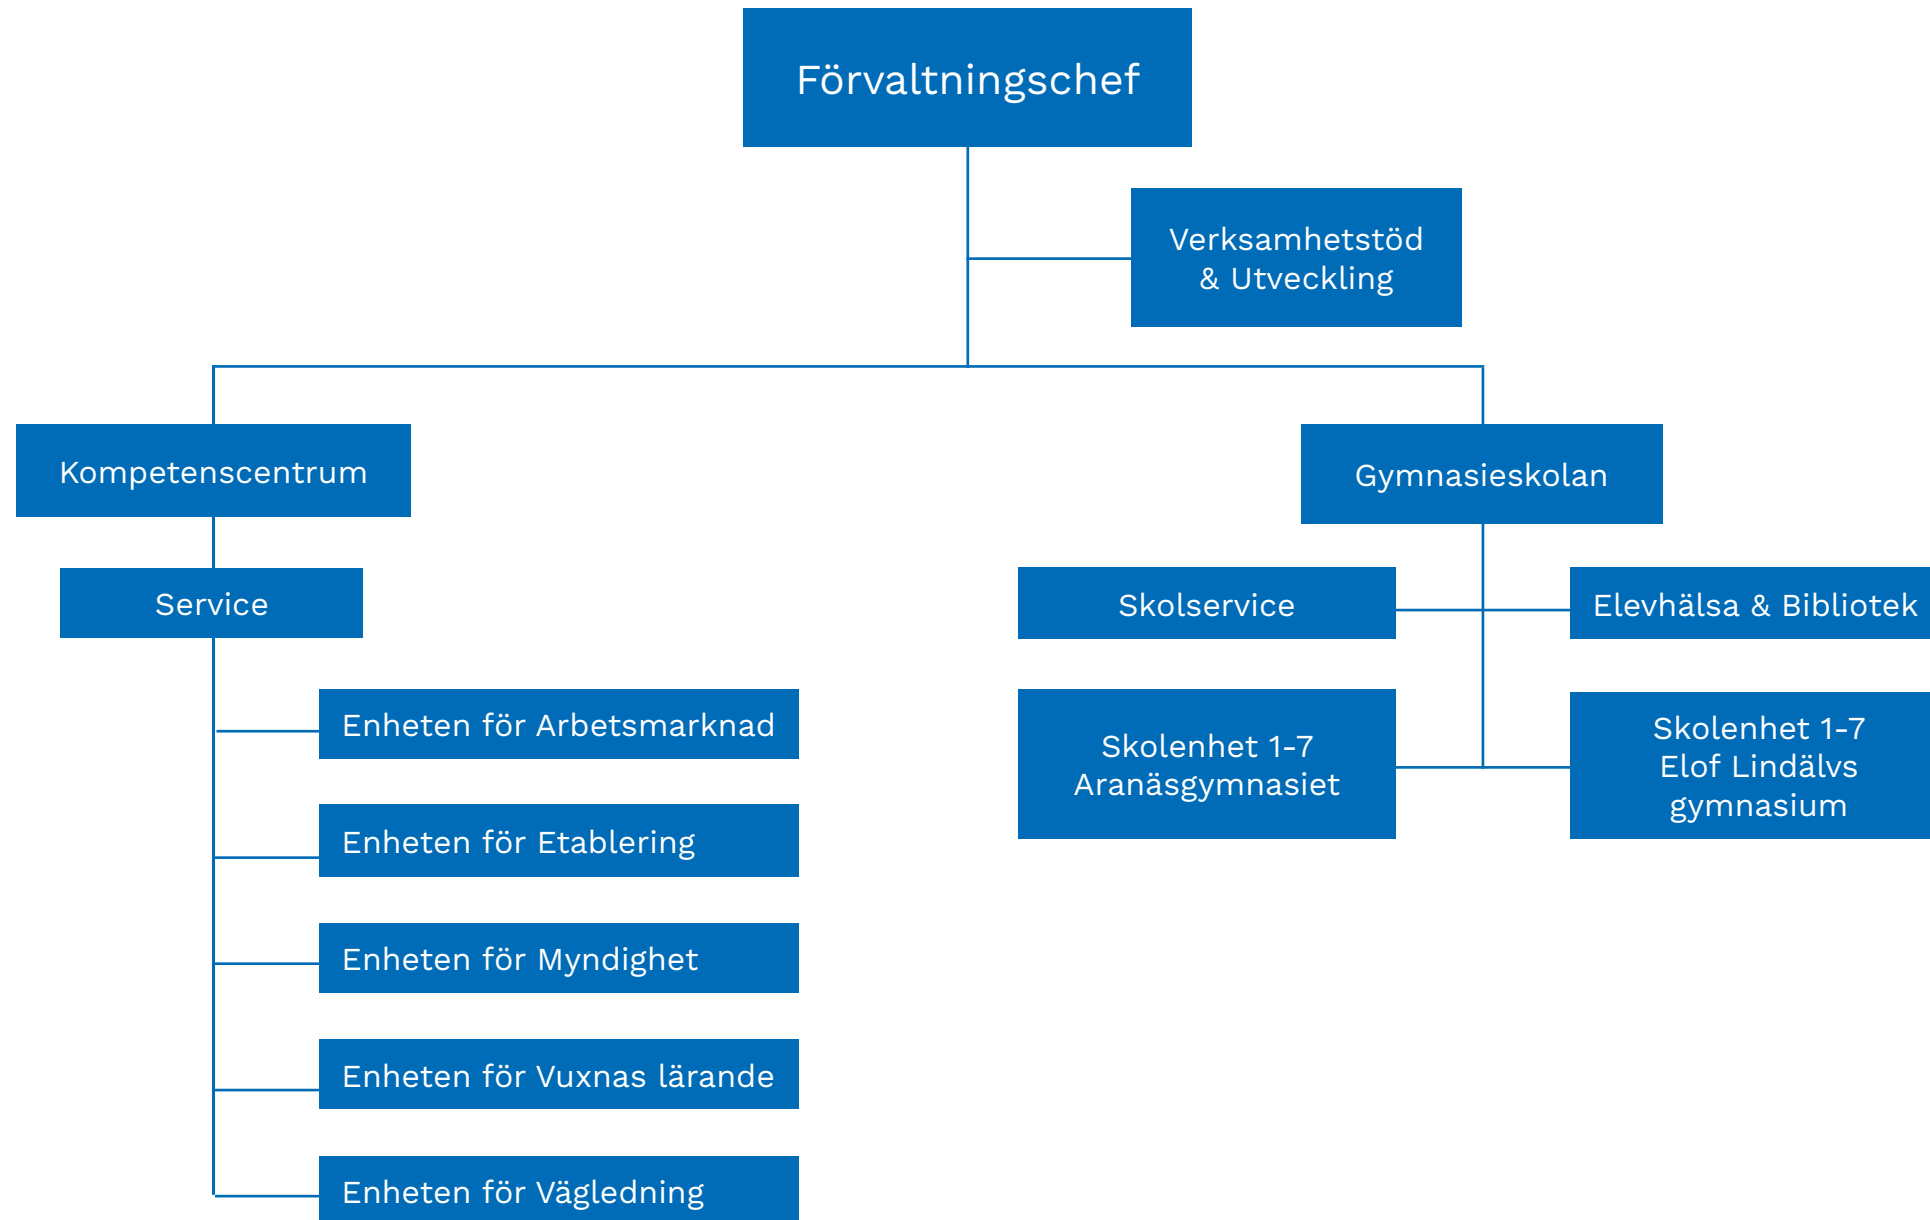 Förvaltningschef
Verksamhetstöd
& Utveckling
Kompetenscentrum
Gymnasieskolan
Service
Skolservice
Elevhälsa & Bibliotek
Enheten för Arbetsmarknad
Skolenhet 1-7
Aranäsgymnasiet
Skolenhet 1-7
Elof Lindälvs
gymnasium
Enheten för Etablering
Enheten för Myndighet
Enheten för Vuxnas lärande
Enheten för Vägledning